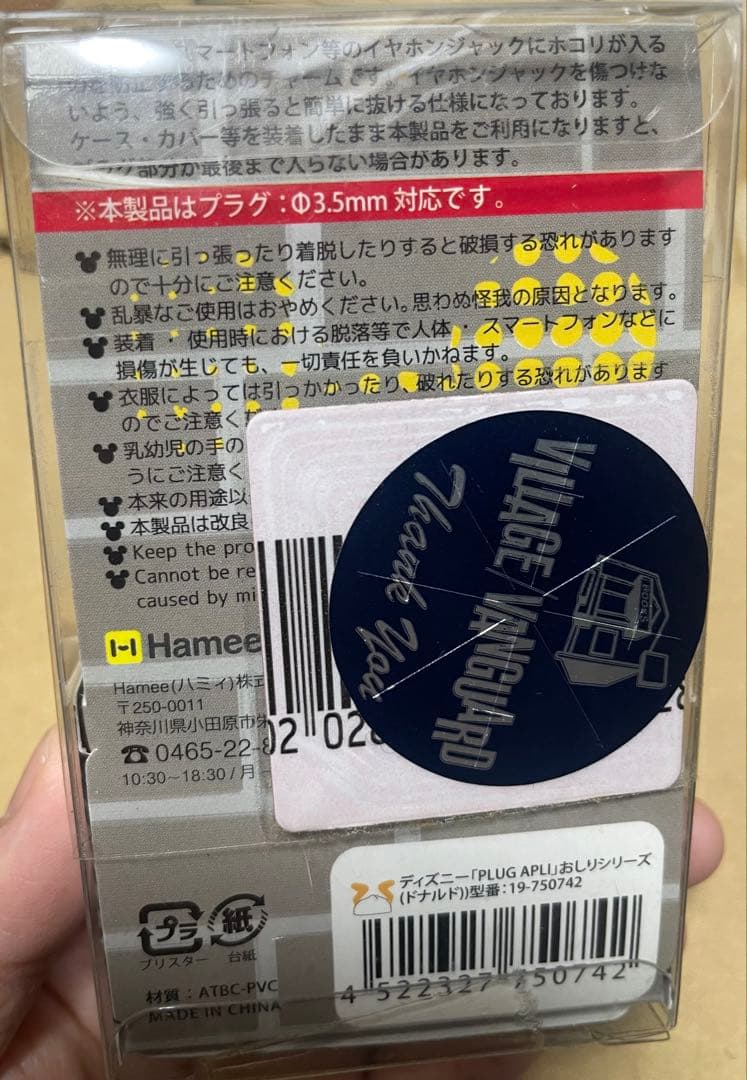 マートフォン等のイヤホンジャックにホコリが入る
を防止するためのチャームです。イヤホンジャックを傷つけな
いよう、強く引っ張ると簡単に抜ける仕様になっております。
ケース・カバー等を装着したまま本製品をご利用になりますと、
プラグ部分が最後まで入らない場合があります。
※本製品はプラグ：Φ3.5mm 対応です。
無理に引っ張ったり着脱したりすると破損する恐れがあります
ので十分にご注意ください。
乱暴なご使用はおやめください。思わぬ怪我の原因となります。
装着・使用時における脱落等で人体・スマートフォンなどに
損傷が生じても、一切責任を負いかねます。
衣服によっては引っかかったり、破れたりする恐れがあります
のでご注意く
乳幼児の手の
うにご注意く
本来の用途以
本製品は改良
Keep the pro
Cannot be re
caused by mi
Hamee
Hamee(ハミィ)株式
〒250-0011
神奈川県小田原市栄
☎0465-22-
10:30〜18:30/月
VILLAGE VANGUARD
Thank You
BOOKS
02 02
プラ
紙
ブリスター
台紙
材質：ATBC-PVC
MADE IN CHINA
ディズニー「PLUG APLI」おしりシリーズ
(ドナルド))型番：19-750742
4 522327 750742